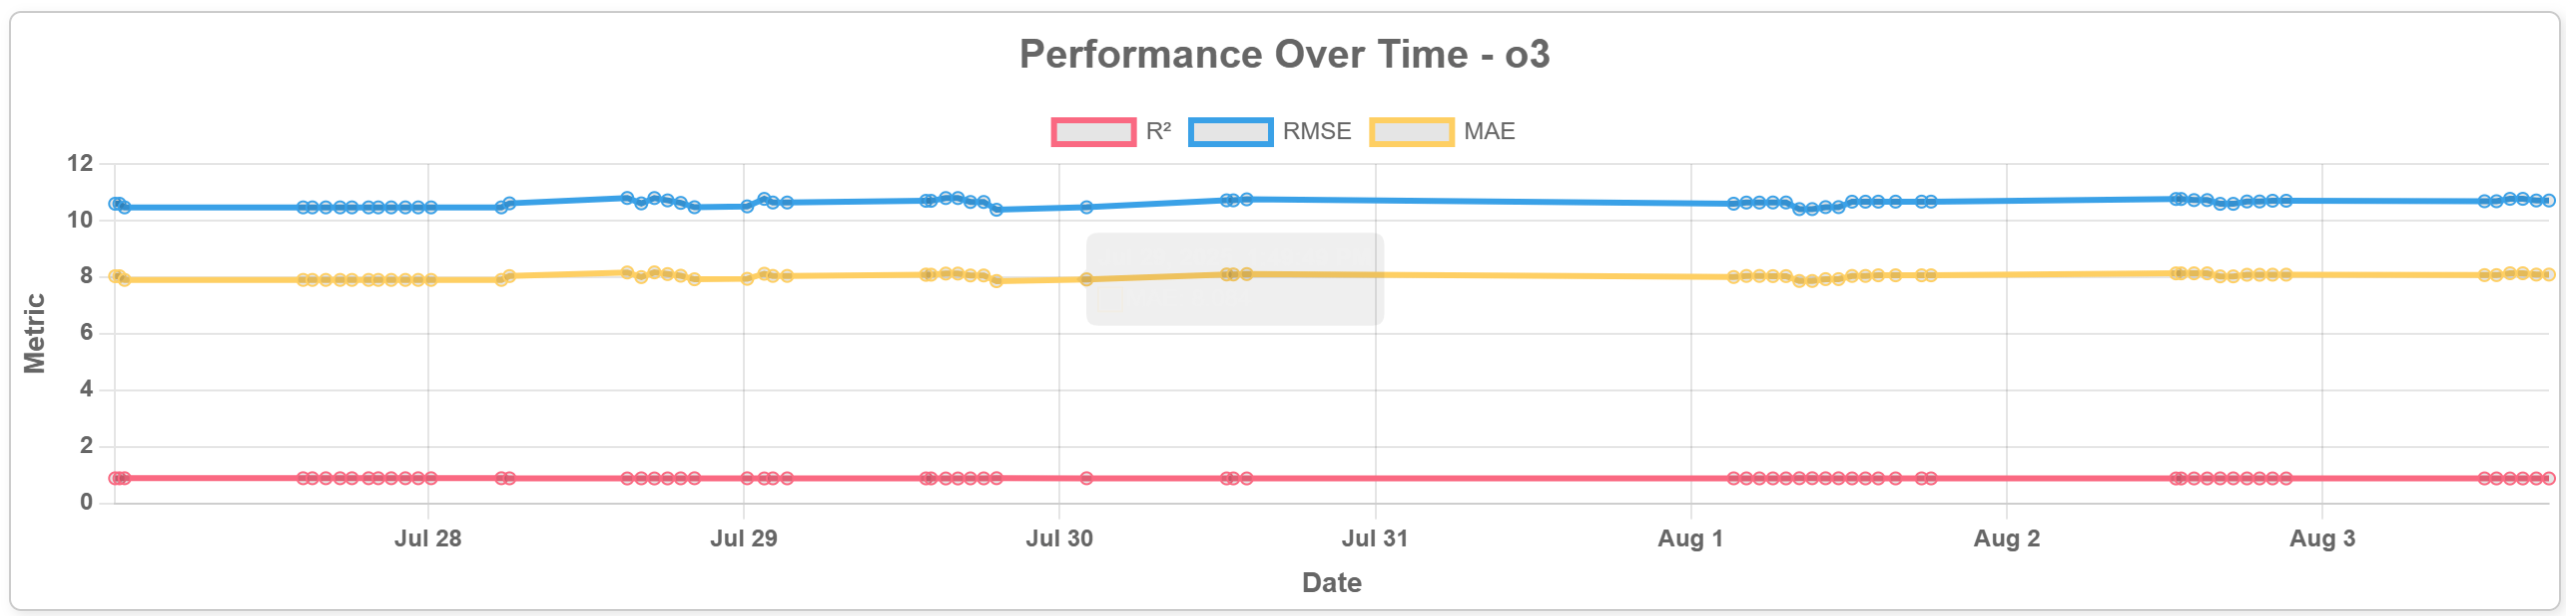 Performance Over Time - o3
R² RMSE MAE
12
10
8
6
4
2
0
Metric
Jul 28 Jul 29 Jul 30 Jul 31 Aug 1 Aug 2 Aug 3
Date